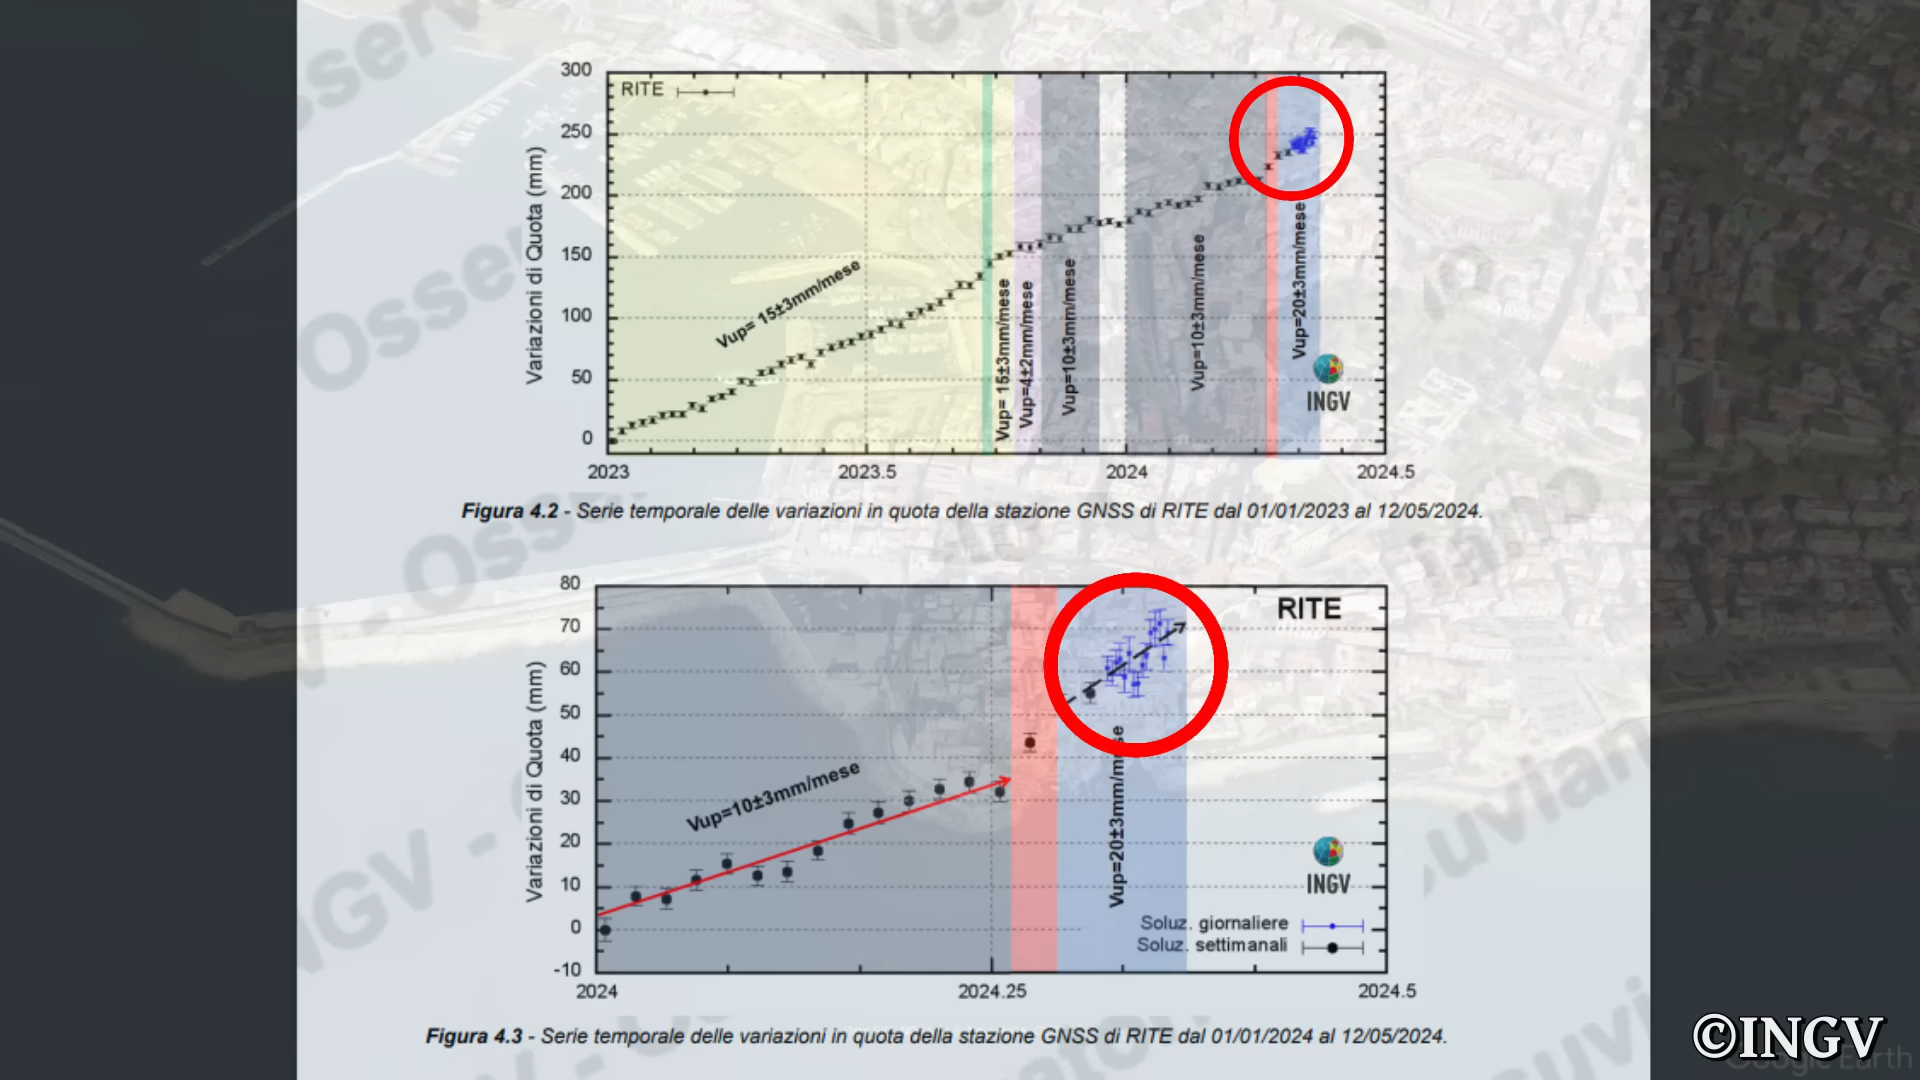 300
RITE
250
200
150
100
50
0
Variazioni di Quota (mm)
Vup= 15±3mm/mese
Vup= 15±3mm/mese
Vup=4±2mm/mese
Vup=10±3mm/mese
Vup=10±3mm/mese
Vup=20±3mm/mese
INGV
2023
2023.5
2024
2024.5
Figura 4.2 - Serie temporale delle variazioni in quota della stazione GNSS di RITE dal 01/01/2023 al 12/05/2024.
80
RITE
70
60
50
40
30
20
10
0
-10
Variazioni di Quota (mm)
Vup=10±3mm/mese
Vup=20±3mm/mese
INGV
Soluz. giornaliere
Soluz. settimanali
2024
2024.25
2024.5
Figura 4.3 - Serie temporale delle variazioni in quota della stazione GNSS di RITE dal 01/01/2024 al 12/05/2024.
©INGV
Google Earth